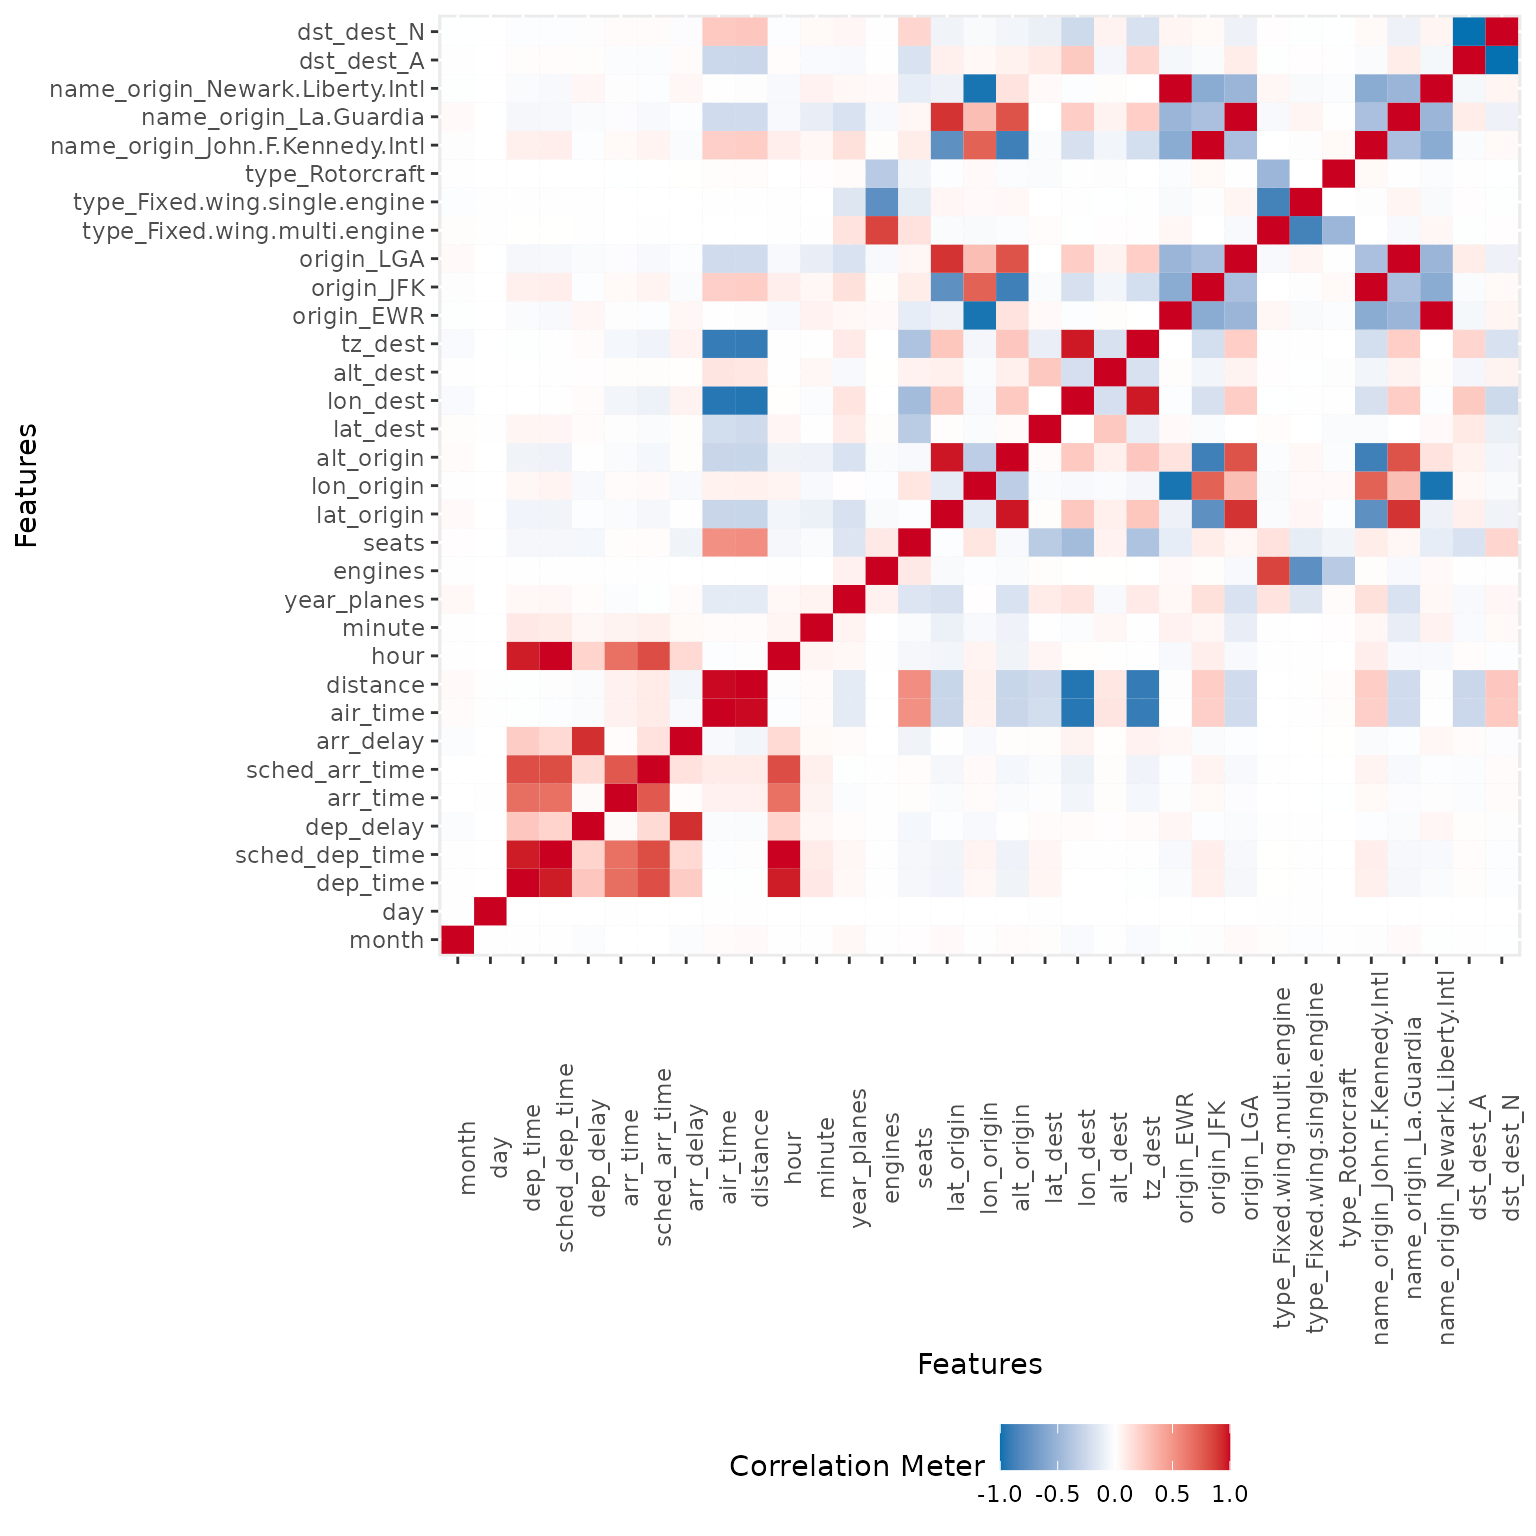 dst_dest_N
dst_dest_A
name_origin_Newark.Liberty.Intl
name_origin_La.Guardia
name_origin_John.F.Kennedy.Intl
type_Rotorcraft
type_Fixed.wing.single.engine
type_Fixed.wing.multi.engine
origin_LGA
origin_JFK
origin_EWR
tz_dest
alt_dest
lon_dest
lat_dest
alt_origin
lon_origin
lat_origin
seats
engines
year_planes
minute
hour
distance
air_time
arr_delay
sched_arr_time
arr_time
dep_delay
sched_dep_time
dep_time
day
month
Features
month
day
dep_time
sched_dep_time
dep_delay
arr_time
sched_arr_time
arr_delay
air_time
distance
hour
minute
year_planes
engines
seats
lat_origin
lon_origin
alt_origin
lat_dest
lon_dest
alt_dest
tz_dest
origin_EWR
origin_JFK
origin_LGA
type_Fixed.wing.multi.engine
type_Fixed.wing.single.engine
type_Rotorcraft
name_origin_John.F.Kennedy.Intl
name_origin_La.Guardia
name_origin_Newark.Liberty.Intl
dst_dest_A
dst_dest_N
Features
Correlation Meter
-1.0 -0.5 0.0 0.5 1.0